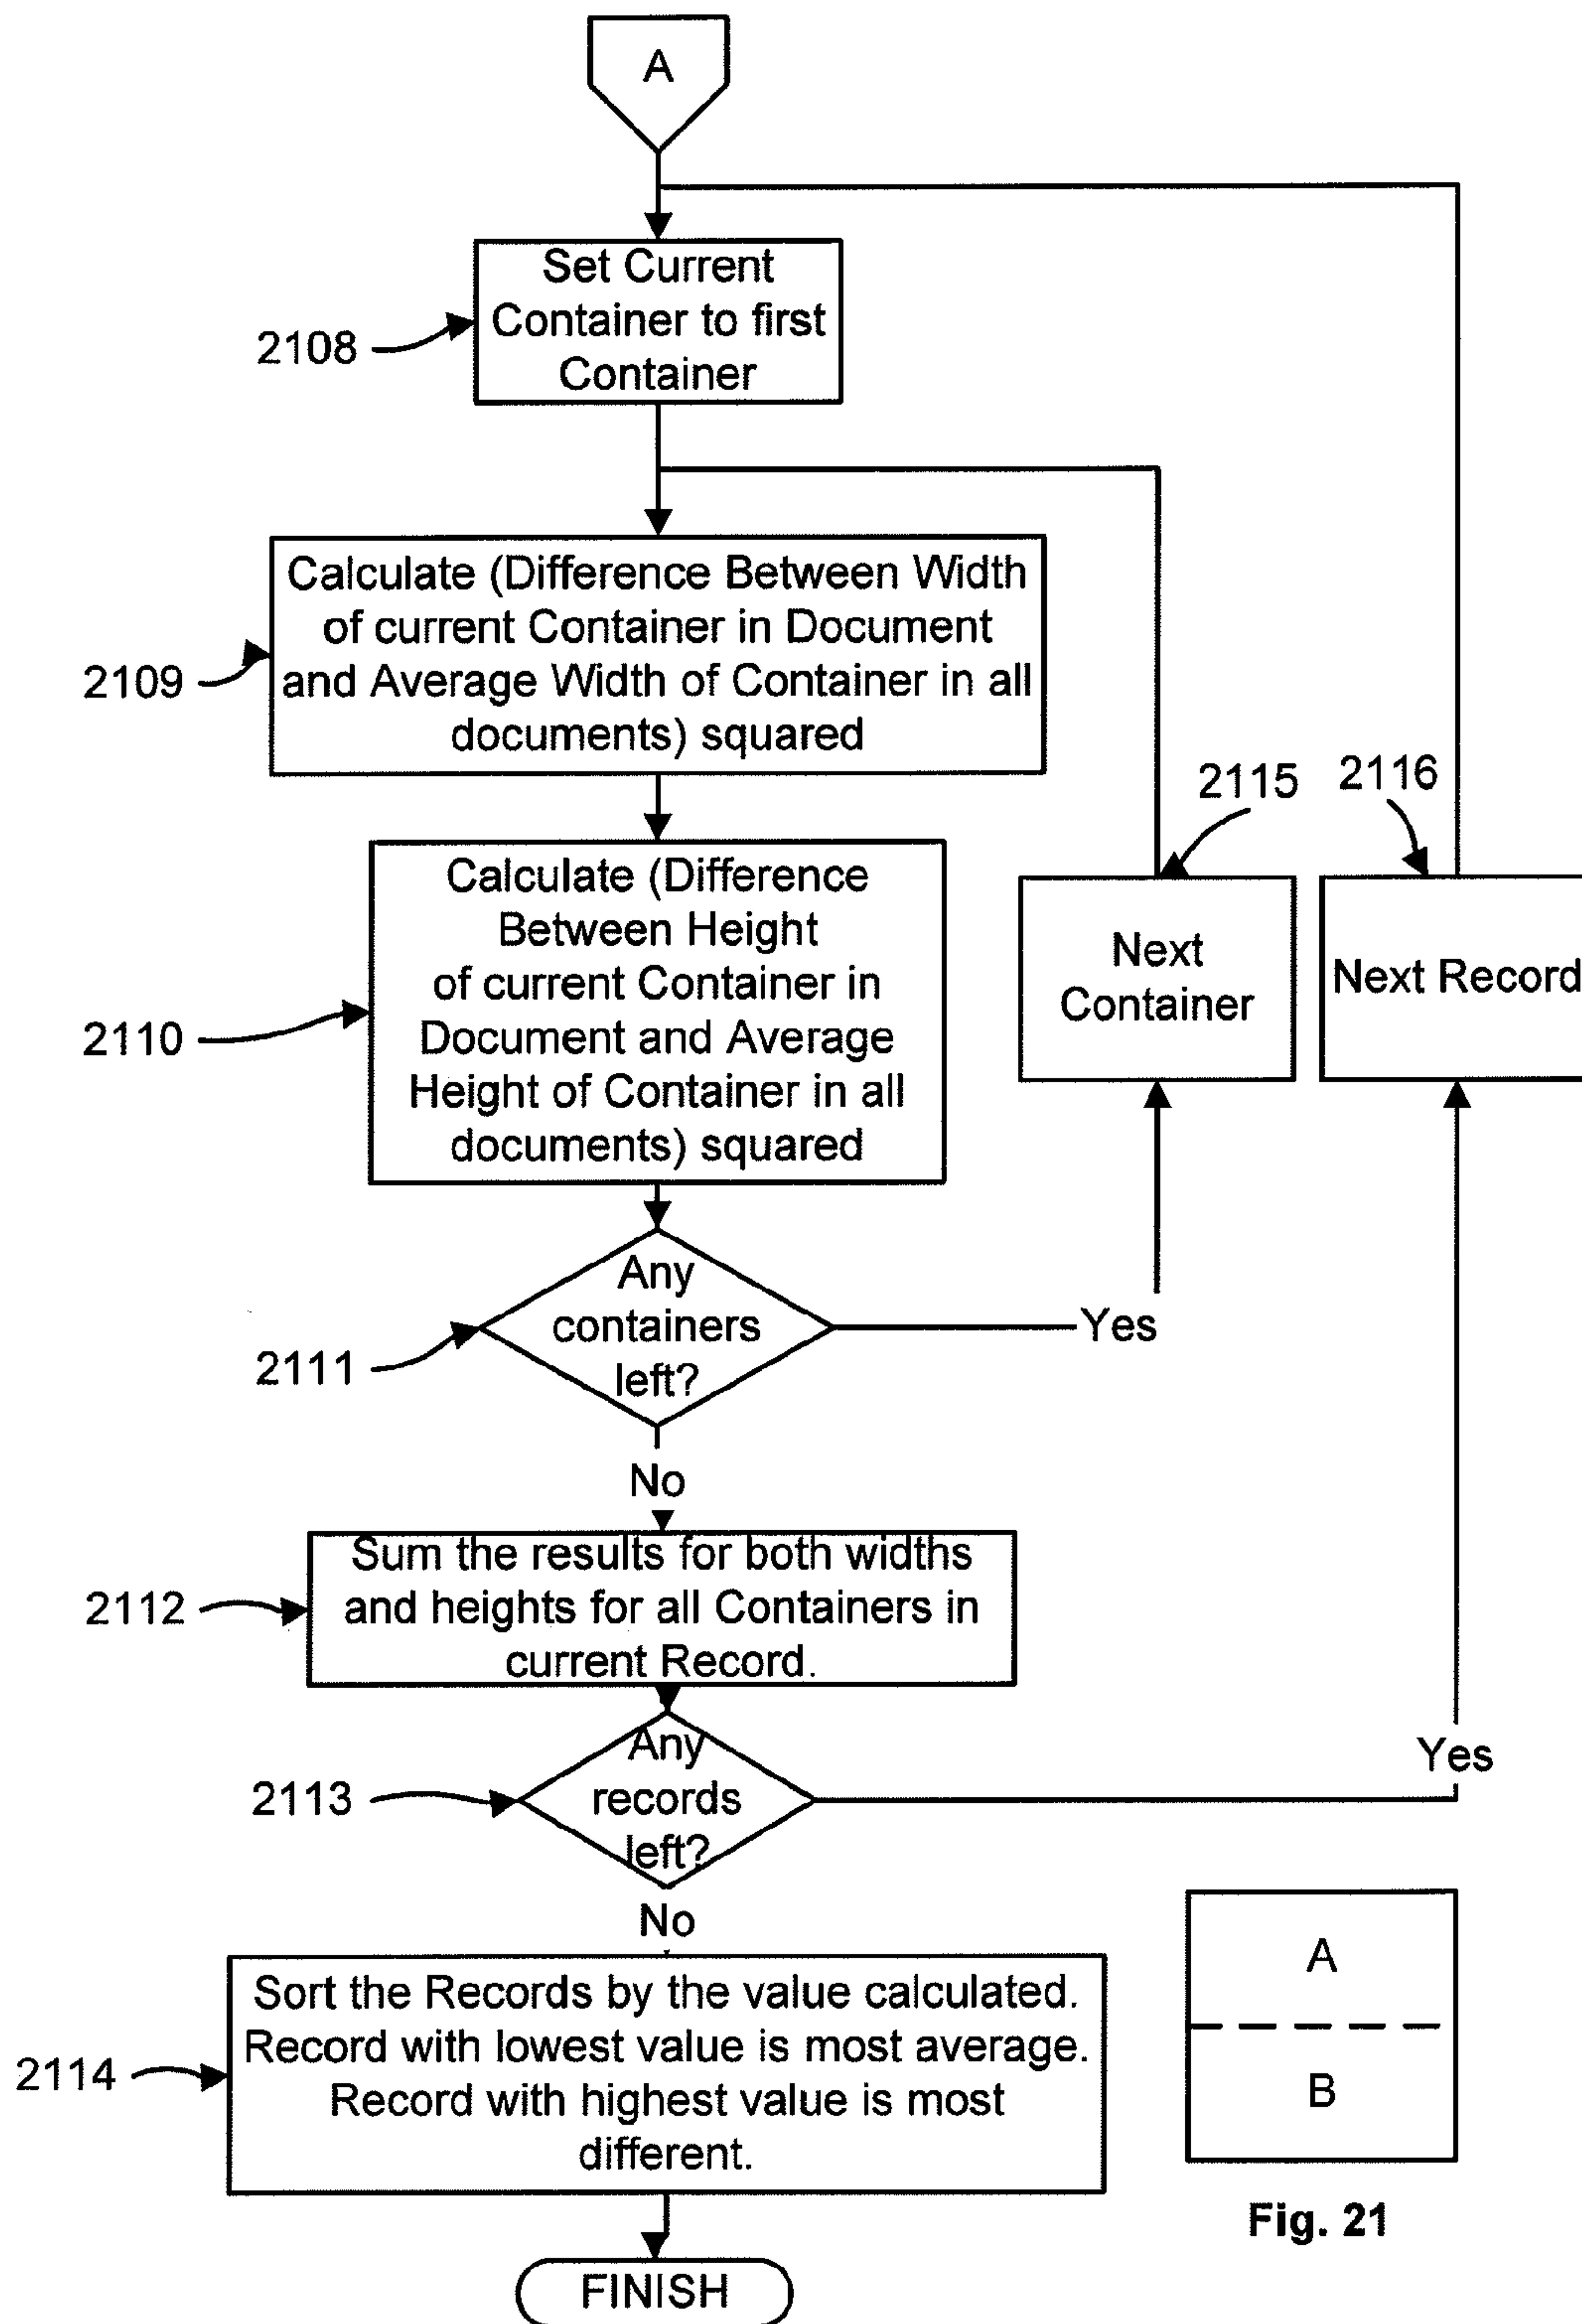 A
Set Current
Container to first
Container
2108
Calculate (Difference Between Width
of current Container in Document
and Average Width of Container in all
documents) squared
2109
2115
2116
Calculate (Difference
Between Height
of current Container in
Document and Average
Height of Container in all
documents) squared
2110
Next
Container
Next Record
Any
containers
left?
Yes
2111
No
Sum the results for both widths
and heights for all Containers in
current Record.
2112
Any
records
left?
Yes
2113
No
Sort the Records by the value calculated.
Record with lowest value is most average.
Record with highest value is most
different.
2114
A
B
Fig. 21
FINISH